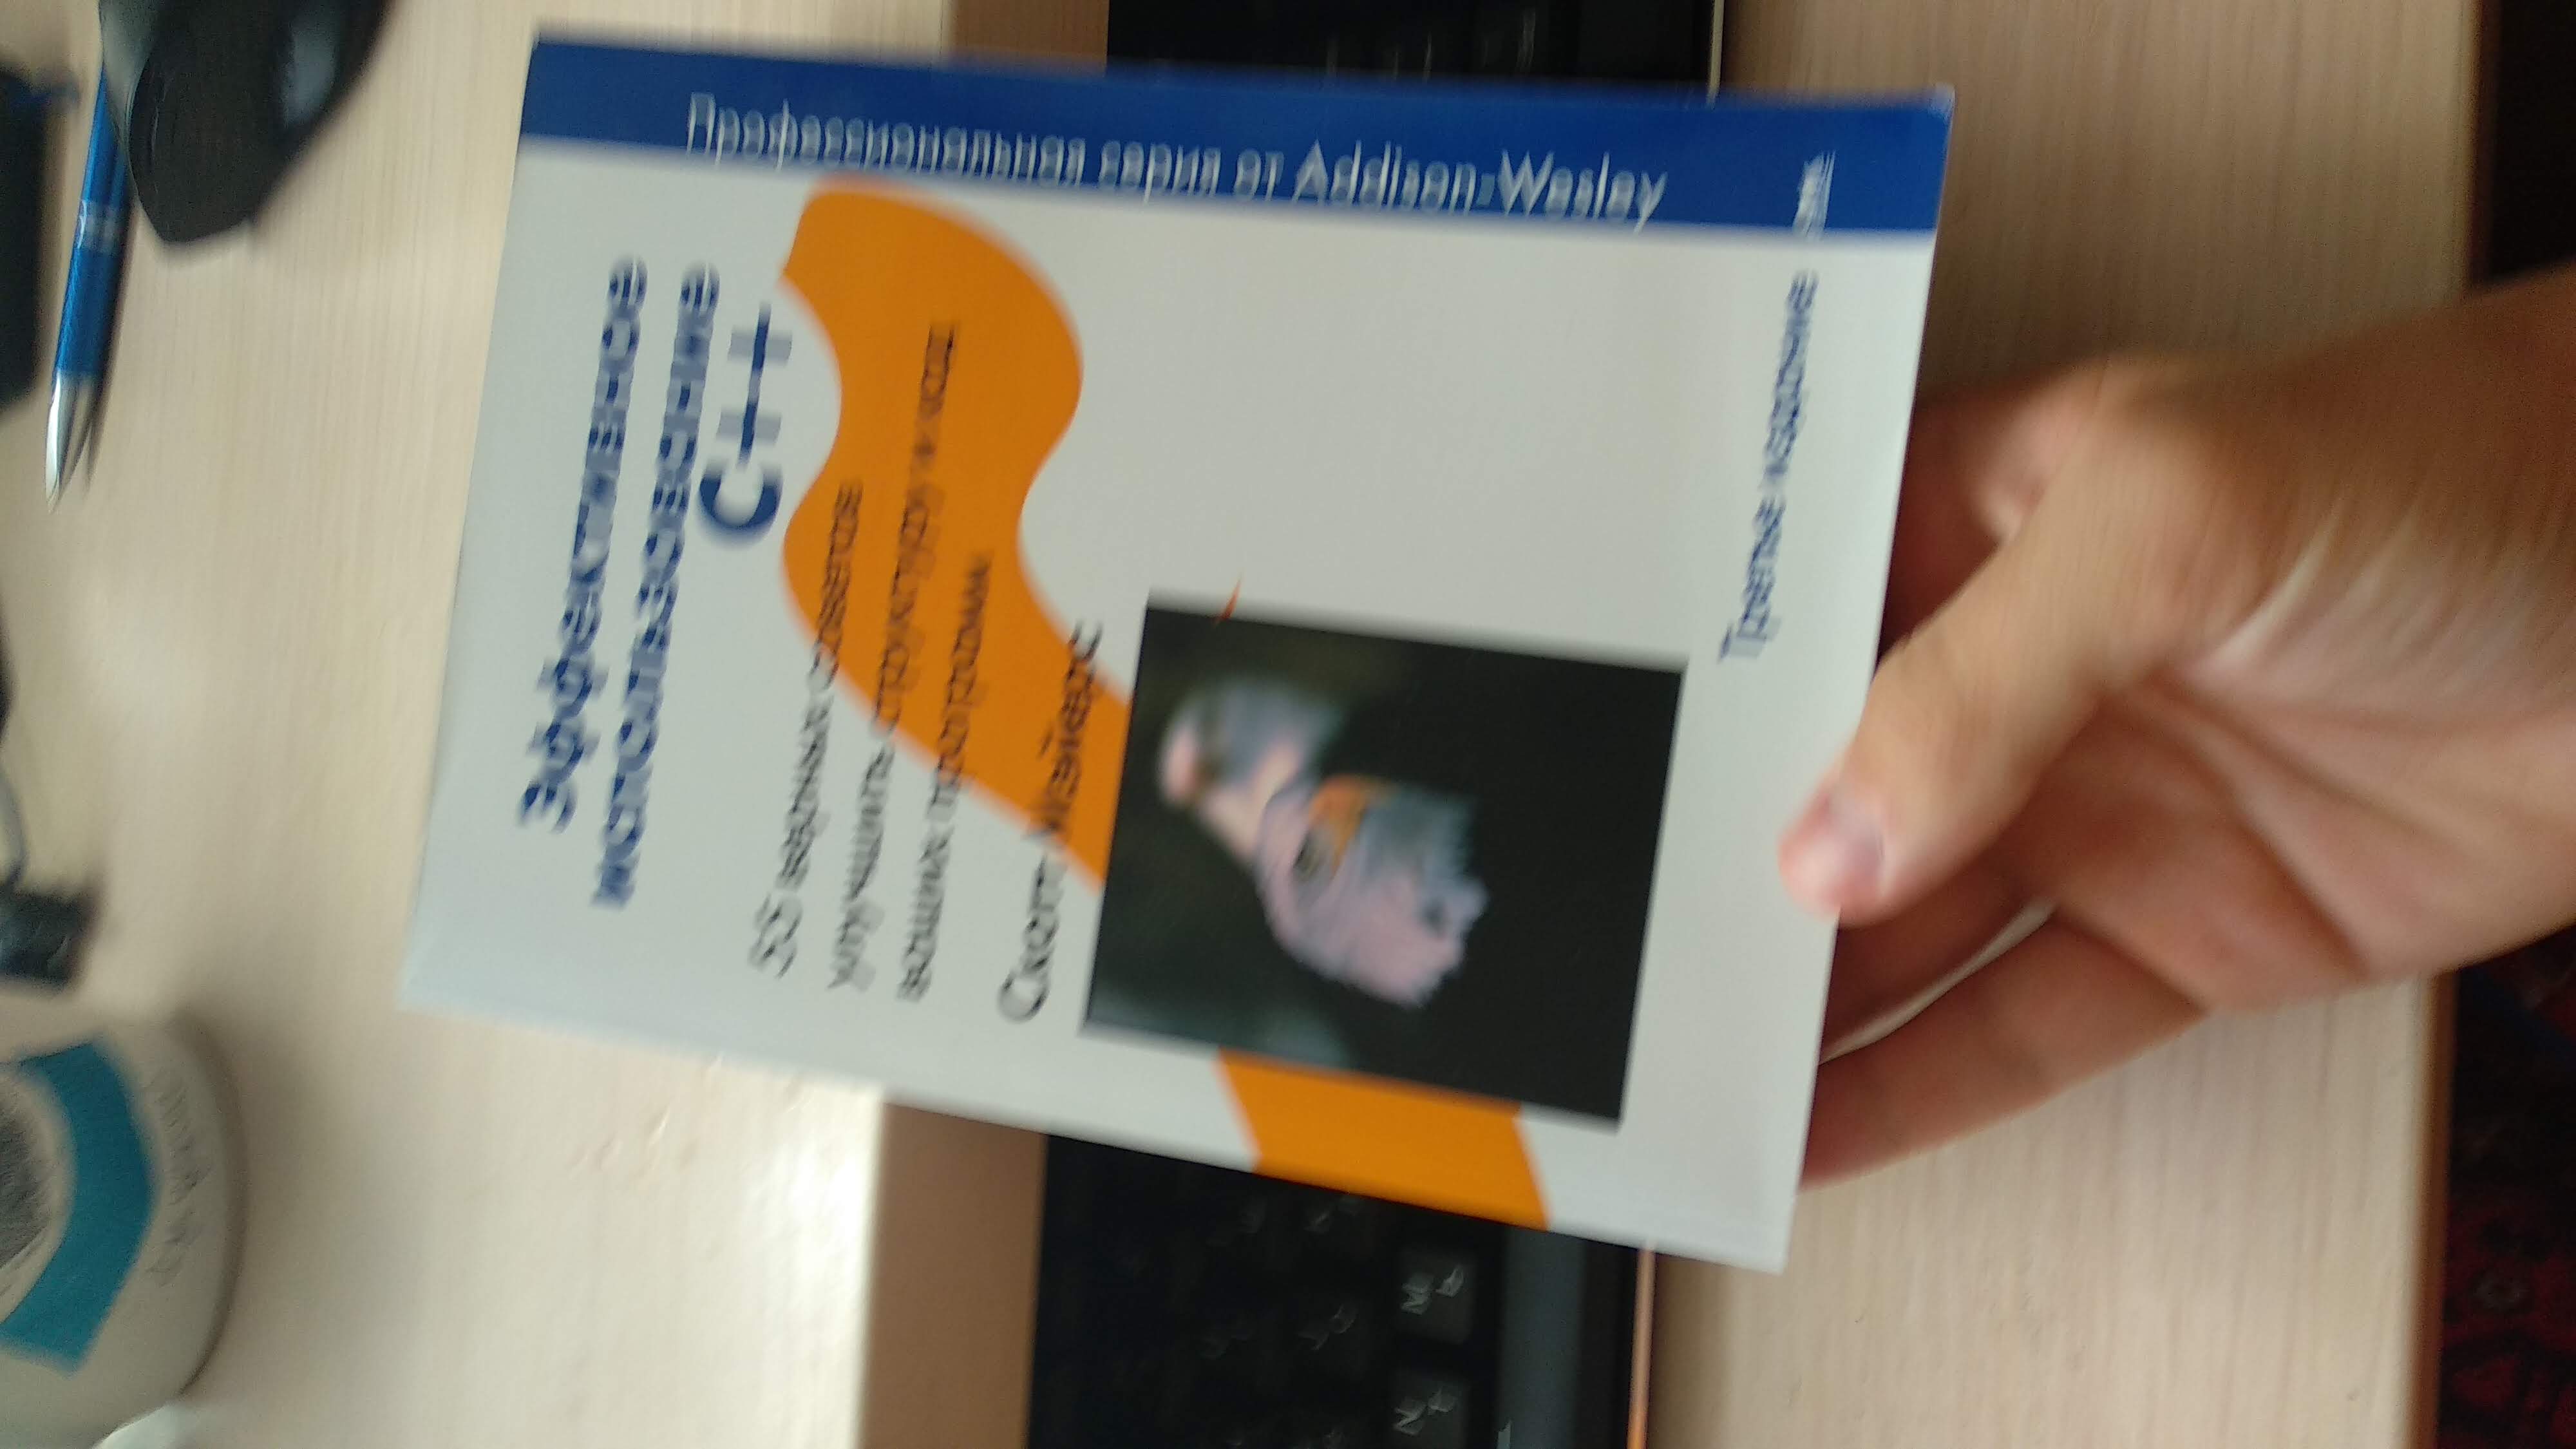 Эффективное
использование
C++
55 верных советов
улучшить структуру и код
ваших программ
Скотт Мэйерс
Третье издание
Профессиональная серия от Addison-Wesley
N
т
M
ь